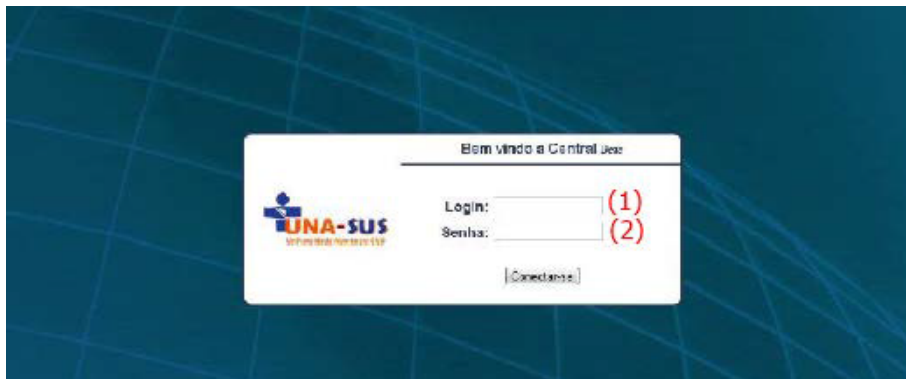 Bem vindo a Central
UNA-SUS
Login: (1)
Senha: (2)
Conectar-se